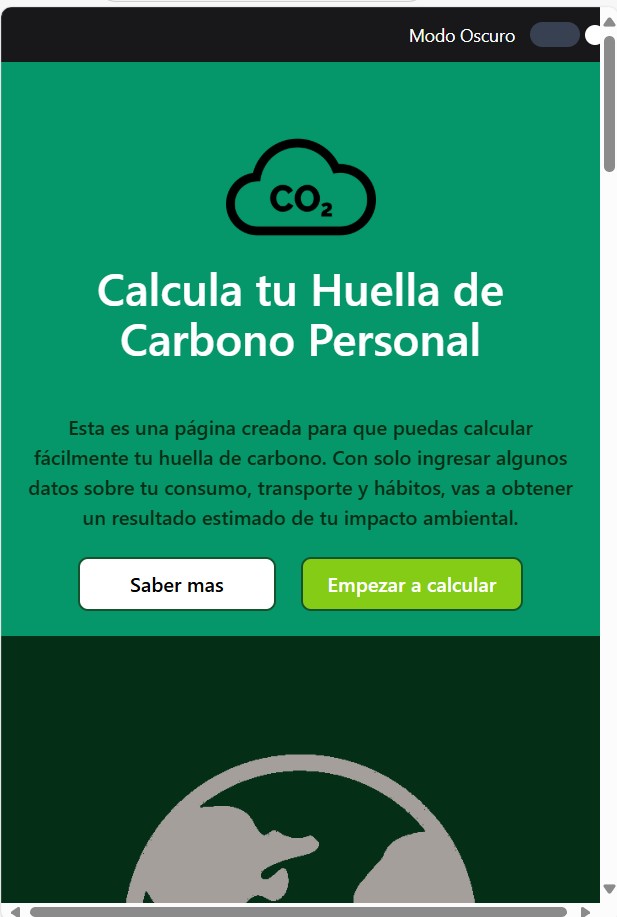 Modo Oscuro
CO₂
Calcula tu Huella de
Carbono Personal
Esta es una página creada para que puedas calcular
fácilmente tu huella de carbono. Con solo ingresar algunos
datos sobre tu consumo, transporte y hábitos, vas a obtener
un resultado estimado de tu impacto ambiental.
Saber mas
Empezar a calcular